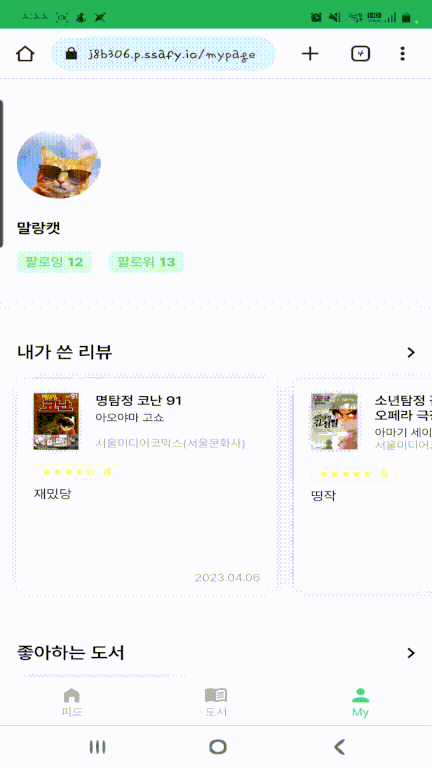 j8b306.p.ssafy.io/mypage
말랑캣
팔로잉 12
팔로워 13
내가 쓴 리뷰
명탐정 코난 91
아오야마 고쇼
서울미디어코믹스(서울문화사)
★★★★☆ 4
재밌당
2023.04.06
소년탐정
오페라 극
아마기 세이
서울미디어코
★★★★★ 5
띵작
좋아하는 도서
피드
도서
My